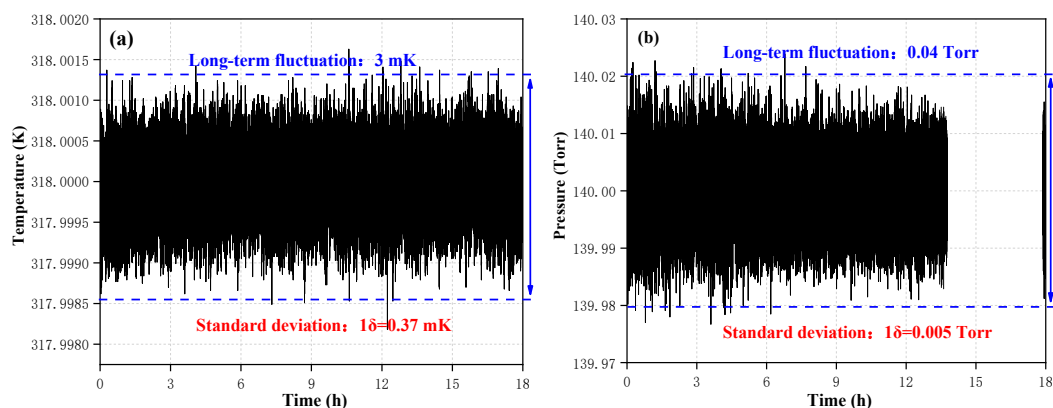 (a)
Long-term fluctuation：3 mK
Standard deviation：1δ=0.37 mK
318.0020
318.0015
318.0010
318.0005
318.0000
317.9995
317.9990
317.9985
317.9980
Temperature (K)
0 3 6 9 12 15 18
Time (h)
(b)
Long-term fluctuation：0.04 Torr
Standard deviation：1δ=0.005 Torr
140.03
140.02
140.01
140.00
139.99
139.98
139.97
Pressure (Torr)
0 3 6 9 12 15 18
Time (h)